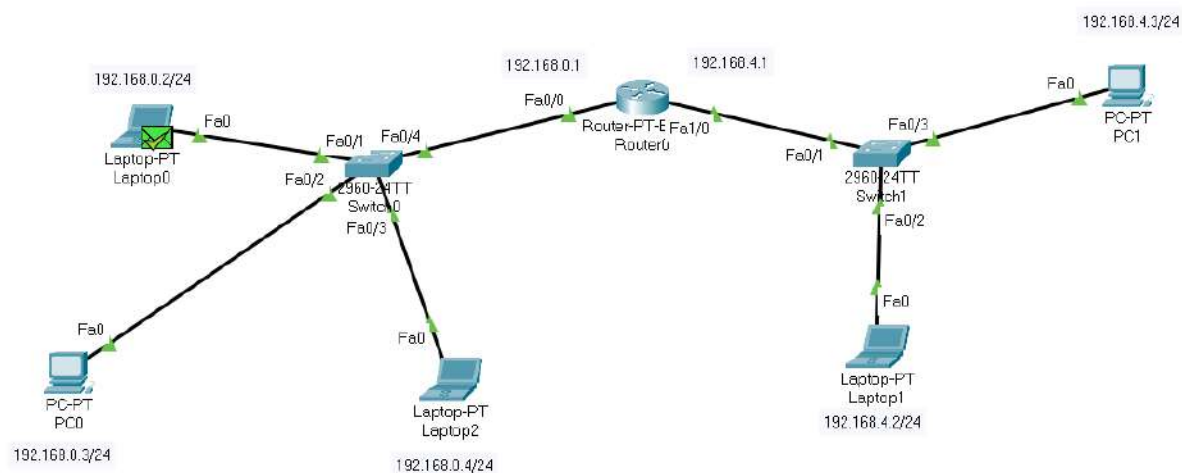 192.168.4.3/24
192.168.0.1
192.168.4.1
192.168.0.2/24
Fa0
Fa0/0
Fa0
Laptop-PT
Laptop0
Fa0/1
Fa0/4
Router-PT-E
Router0
Fa1/0
Fa0/3
PC-PT
PC1
Fa0/1
Fa0/2
2960-24TT
Switch0
Fa0/3
2960-24TT
Switch1
Fa0/2
Fa0
Fa0
Fa0
PC-PT
PC0
Laptop-PT
Laptop2
Laptop-PT
Laptop1
192.168.4.2/24
192.168.0.3/24
192.168.0.4/24